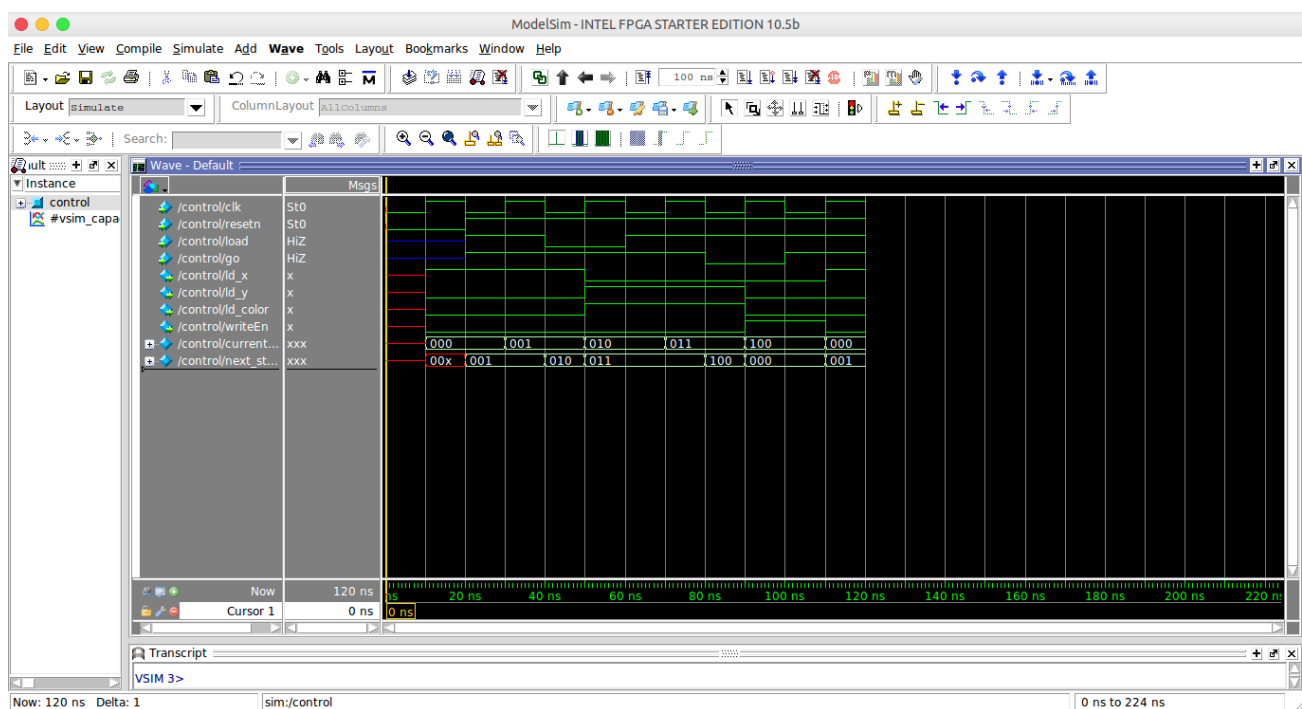 ModelSim - INTEL FPGA STARTER EDITION 10.5b
File Edit View Compile Simulate Add Wave Tools Layout Bookmarks Window Help
100 ns
Layout Simulate ColumnLayout AllColumns
Search:
ult Wave - Default
Instance Msgs
control
#vsim_capa
/control/clk St0
/control/resetn St0
/control/load HiZ
/control/go HiZ
/control/ld_x x
/control/ld_y x
/control/ld_color x
/control/writeEn x
/control/current... xxx 000 001 010 011 100 000
/control/next_st... xxx 00x 001 010 011 100 000 001
Now 120 ns ns 20 ns 40 ns 60 ns 80 ns 100 ns 120 ns 140 ns 160 ns 180 ns 200 ns 220 ns
Cursor 1 0 ns 0 ns
Transcript
VSIM 3>
Now: 120 ns Delta: 1 sim:/control 0 ns to 224 ns